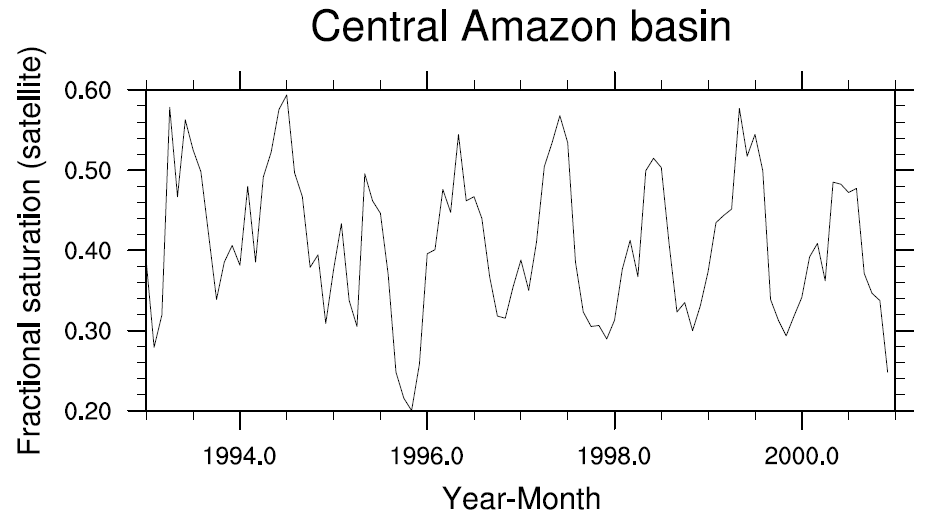 Central Amazon basin
Fractional saturation (satellite)
0.60
0.50
0.40
0.30
0.20
1994.0 1996.0 1998.0 2000.0
Year-Month